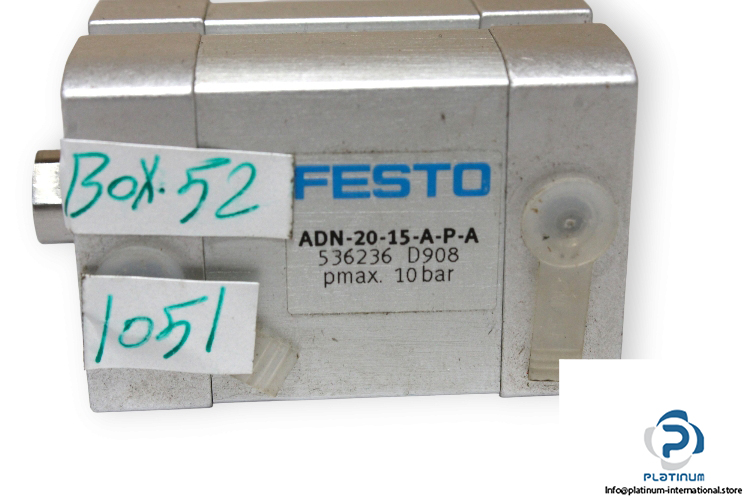 BOX.52
FESTO
ADN-20-15-A-P-A
536236 D908
pmax. 10 bar
1051
PLATINUM
Info@platinum-international.store